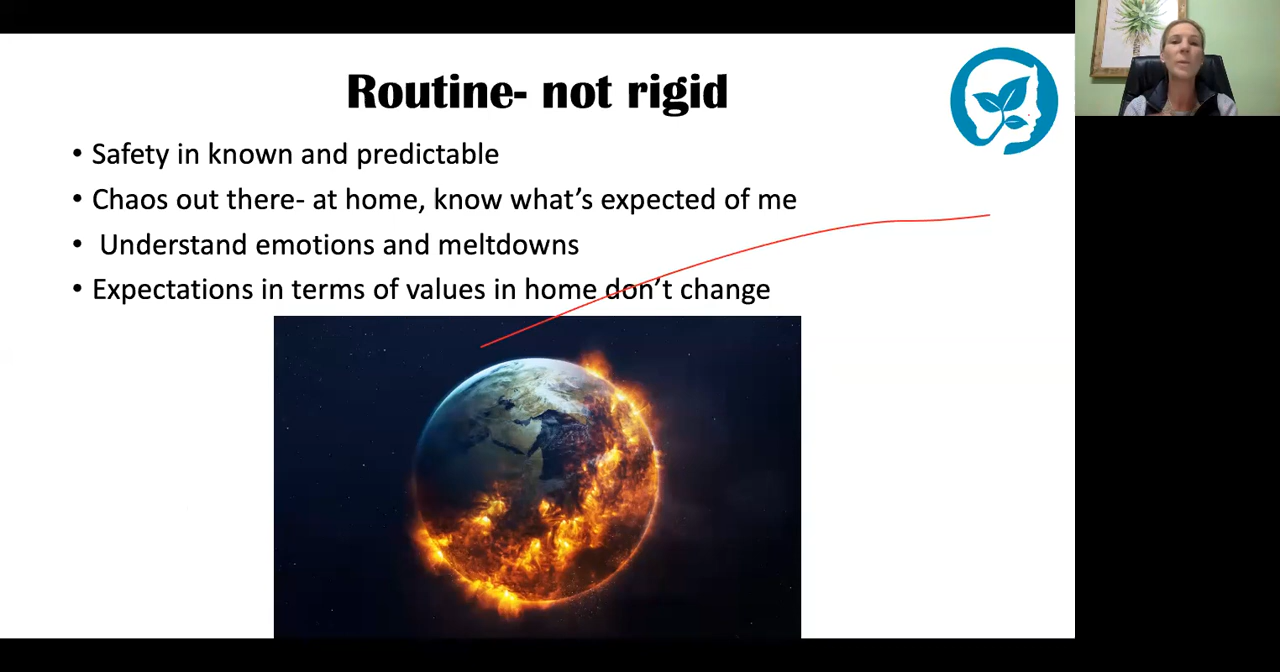 Routine- not rigid
• Safety in known and predictable
• Chaos out there- at home, know what’s expected of me
• Understand emotions and meltdowns
• Expectations in terms of values in home don’t change